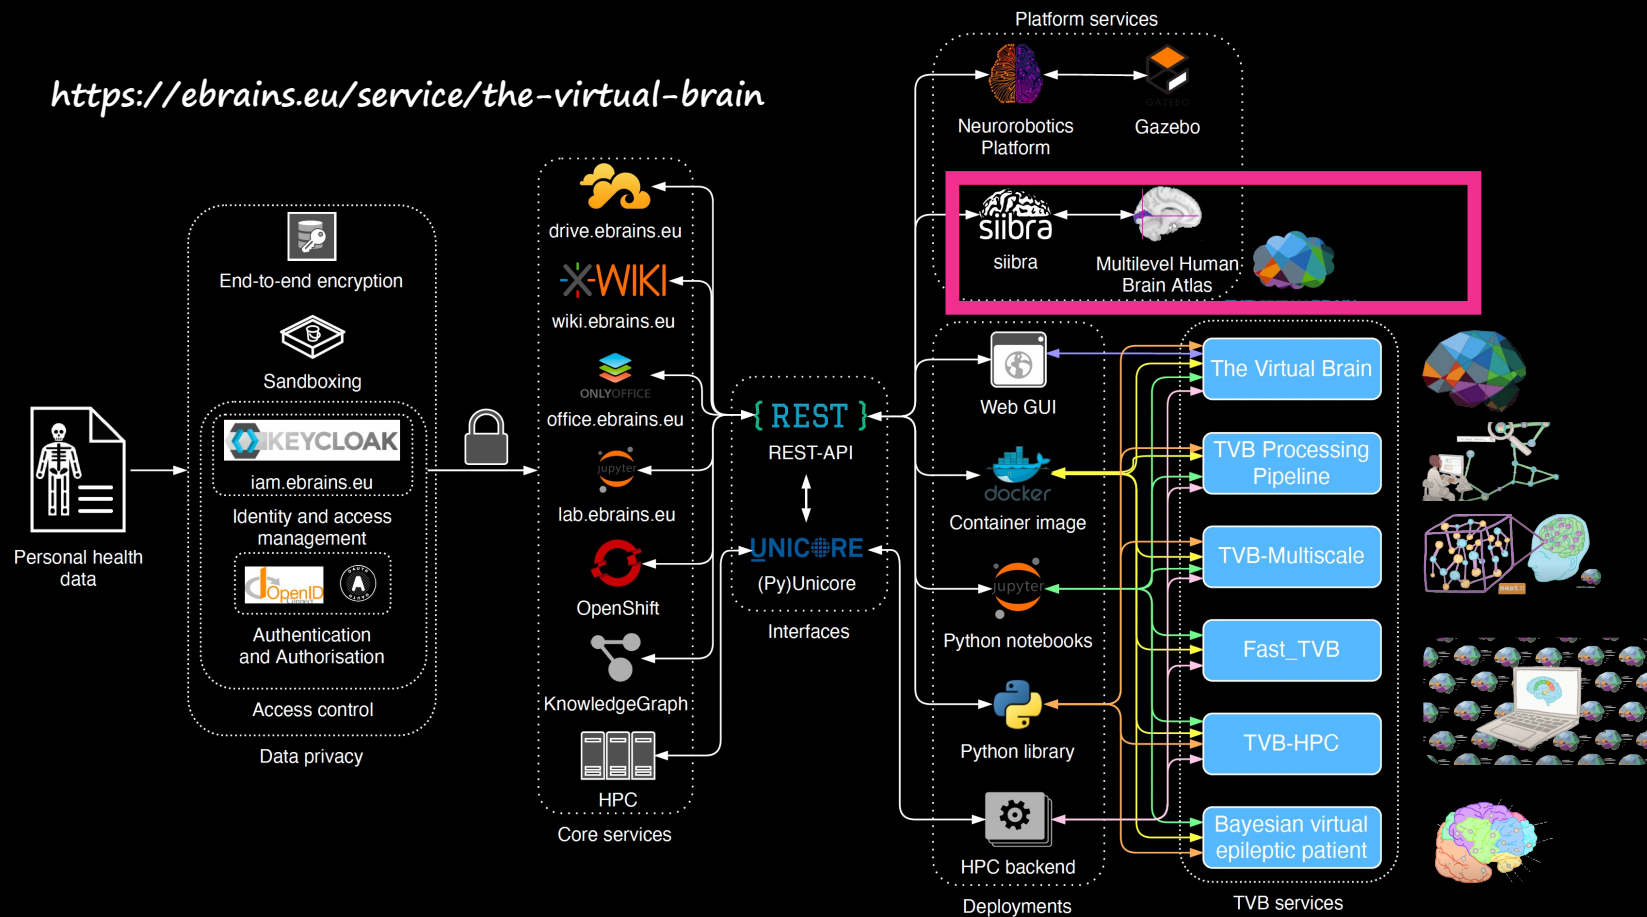 Platform services
https://ebrains.eu/service/the-virtual-brain
Neurorobotics
Platform
GAZEBO
Gazebo
siibra
siibra
Multilevel Human
Brain Atlas
End-to-end encryption
Sandboxing
KEYCLOAK
iam.ebrains.eu
Identity and access
management
OpenID
Connect
OAUTH
Authentication
and Authorisation
Access control
Data privacy
Personal health
data
drive.ebrains.eu
XWIKI
wiki.ebrains.eu
ONLYOFFICE
office.ebrains.eu
jupyter
lab.ebrains.eu
OpenShift
KnowledgeGraph
HPC
Core services
{ REST }
REST-API
UNICORE
(Py)Unicore
Interfaces
Web GUI
docker
Container image
jupyter
Python notebooks
Python library
HPC backend
Deployments
The Virtual Brain
TVB Processing
Pipeline
TVB-Multiscale
Fast_TVB
TVB-HPC
Bayesian virtual
epileptic patient
TVB services